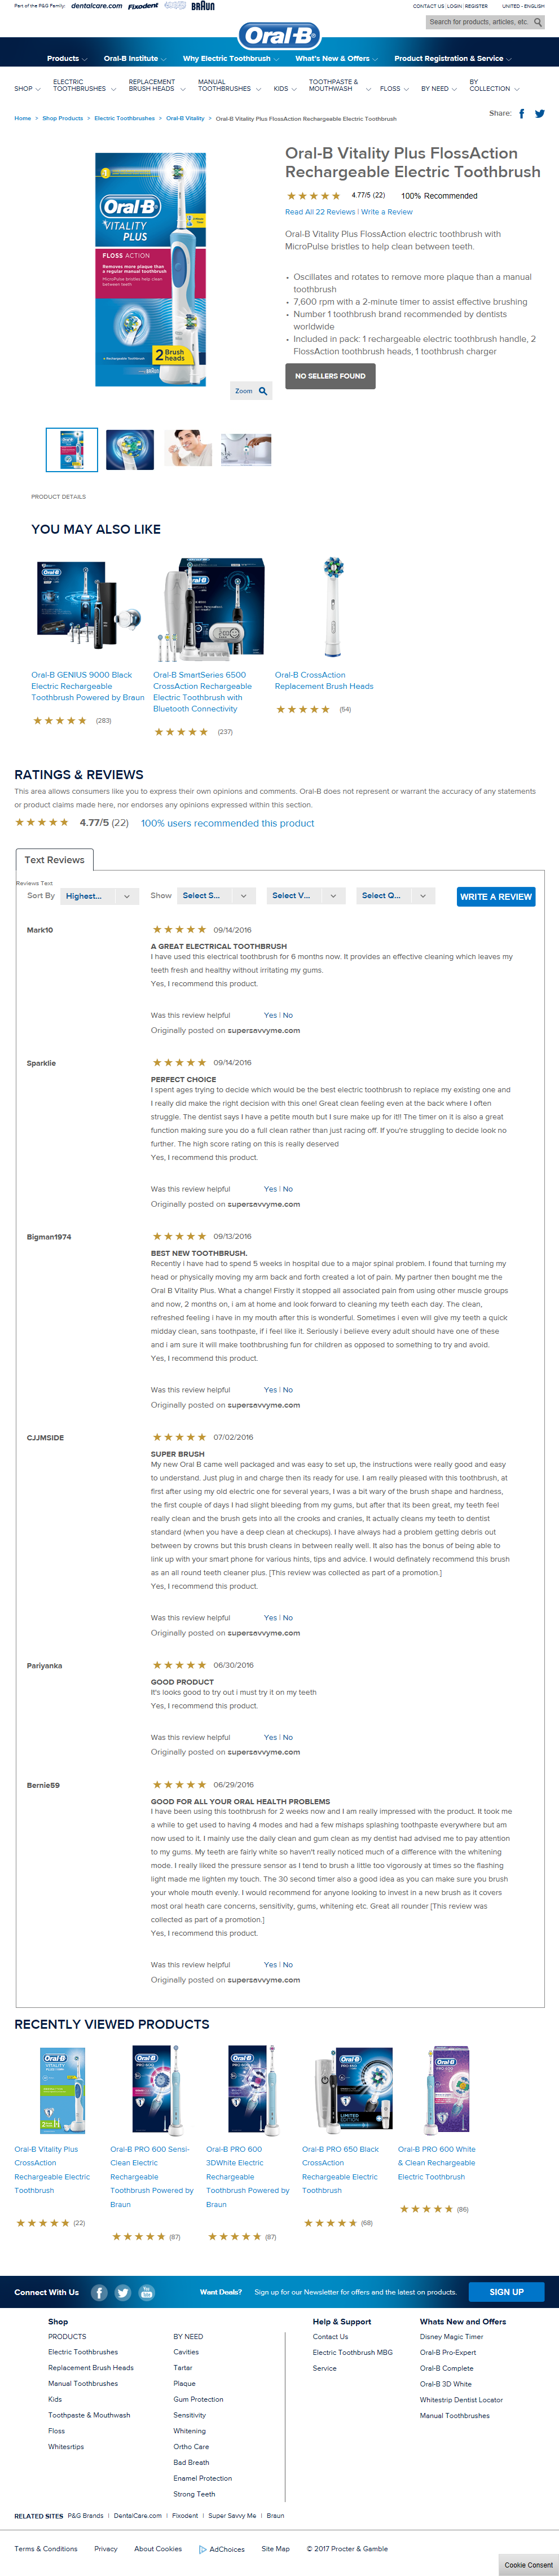 Part of the P&G Family: dentalcare.com Fixodent BRAUN
CONTACT US | LOGIN | REGISTER UNITED - ENGLISH
Search for products, articles, etc.
Oral-B
Products Oral-B Institute Why Electric Toothbrush What's New & Offers Product Registration & Service
SHOP ELECTRIC TOOTHBRUSHES REPLACEMENT BRUSH HEADS MANUAL TOOTHBRUSHES KIDS TOOTHPASTE & MOUTHWASH FLOSS BY NEED BY COLLECTION
Home > Shop Products > Electric Toothbrushes > Oral-B Vitality > Oral-B Vitality Plus FlossAction Rechargeable Electric Toothbrush
Share:
Oral-B
VITALITY
PLUS
FLOSS ACTION
Removes more plaque than
a regular manual toothbrush
MicroPulse bristles help clean
between teeth
2 Brush
heads
Rechargeable Toothbrush
BRAUN
Zoom
Oral-B Vitality Plus FlossAction
Rechargeable Electric Toothbrush
4.77/5 (22) 100% Recommended
Read All 22 Reviews | Write a Review
Oral-B Vitality Plus FlossAction electric toothbrush with
MicroPulse bristles to help clean between teeth.
• Oscillates and rotates to remove more plaque than a manual
toothbrush
• 7,600 rpm with a 2-minute timer to assist effective brushing
• Number 1 toothbrush brand recommended by dentists
worldwide
• Included in pack: 1 rechargeable electric toothbrush handle, 2
FlossAction toothbrush heads, 1 toothbrush charger
NO SELLERS FOUND
PRODUCT DETAILS
YOU MAY ALSO LIKE
Oral-B GENIUS 9000 Black
Electric Rechargeable
Toothbrush Powered by Braun
(283)
Oral-B SmartSeries 6500
CrossAction Rechargeable
Electric Toothbrush with
Bluetooth Connectivity
(237)
Oral-B CrossAction
Replacement Brush Heads
(54)
RATINGS & REVIEWS
This area allows consumers like you to express their own opinions and comments. Oral-B does not represent or warrant the accuracy of any statements
or product claims made here, nor endorses any opinions expressed within this section.
4.77/5 (22) 100% users recommended this product
Text Reviews
Reviews Text
Sort By Highest... Show Select S... Select V... Select Q... WRITE A REVIEW
Mark10 09/14/2016
A GREAT ELECTRICAL TOOTHBRUSH
I have used this electrical toothbrush for 6 months now. It provides an effective cleaning which leaves my
teeth fresh and healthy without irritating my gums.
Yes, I recommend this product.
Was this review helpful Yes | No
Originally posted on supersavvyme.com
Sparklie 09/14/2016
PERFECT CHOICE
I spent ages trying to decide which would be the best electric toothbrush to replace my existing one and
I really did make the right decision with this one! Great clean feeling even at the back where I often
struggle. The dentist says I have a petite mouth but I sure make up for it!! The timer on it is also a great
function making sure you do a full clean rather than just racing off. If you're struggling to decide look no
further. The high score rating on this is really deserved
Yes, I recommend this product.
Was this review helpful Yes | No
Originally posted on supersavvyme.com
Bigman1974 09/13/2016
BEST NEW TOOTHBRUSH.
Recently i have had to spend 5 weeks in hospital due to a major spinal problem. I found that turning my
head or physically moving my arm back and forth created a lot of pain. My partner then bought me the
Oral B Vitality Plus. What a change! Firstly it stopped all associated pain from using other muscle groups
and now, 2 months on, i am at home and look forward to cleaning my teeth each day. The clean,
refreshed feeling i have in my mouth after this is wonderful. Sometimes i even will give my teeth a quick
midday clean, sans toothpaste, if i feel like it. Seriously i believe every adult should have one of these
and i am sure it will make toothbrushing fun for children as opposed to something to try and avoid.
Yes, I recommend this product.
Was this review helpful Yes | No
Originally posted on supersavvyme.com
CJJMSIDE 07/02/2016
SUPER BRUSH
My new Oral B came well packaged and was easy to set up, the instructions were really good and easy
to understand. Just plug in and charge then its ready for use. I am really pleased with this toothbrush, at
first after using my old electric one for several years, I was a bit wary of the brush shape and hardness,
the first couple of days I had slight bleeding from my gums, but after that its been great, my teeth feel
really clean and the brush gets into all the crooks and crannies, It actually cleans my teeth to dentist
standard (when you have a deep clean at checkups). I have always had a problem getting debris out
between by crowns but this brush cleans in between really well. It also has the bonus of being able to
link up with your smart phone for various hints, tips and advice. I would definately recommend this brush
as an all round teeth cleaner plus. [This review was collected as part of a promotion.]
Yes, I recommend this product.
Was this review helpful Yes | No
Originally posted on supersavvyme.com
Pariyanka 06/30/2016
GOOD PRODUCT
It's looks good to try out i must try it on my teeth
Yes, I recommend this product.
Was this review helpful Yes | No
Originally posted on supersavvyme.com
Bernie59 06/29/2016
GOOD FOR ALL YOUR ORAL HEALTH PROBLEMS
I have been using this toothbrush for 2 weeks now and I am really impressed with the product. It took me
a while to get used to having 4 modes and had a few mishaps splashing toothpaste everywhere but am
now used to it. I mainly use the daily clean and gum clean as my dentist had advised me to pay attention
to my gums. My teeth are fairly white so haven't really noticed much of a difference with the whitening
mode. I really liked the pressure sensor as I tend to brush a little too vigorously at times so the flashing
light made me lighten my touch. The 30 second timer also a good idea as you can make sure you brush
your whole mouth evenly. I would recommend for anyone looking to invest in a new brush as it covers
most oral heath care concerns, sensitivity, gums, whitening etc. Great all rounder [This review was
collected as part of a promotion.]
Yes, I recommend this product.
Was this review helpful Yes | No
Originally posted on supersavvyme.com
RECENTLY VIEWED PRODUCTS
Oral-B Vitality Plus
CrossAction
Rechargeable Electric
Toothbrush
(22)
Oral-B PRO 600 Sensi-
Clean Electric
Rechargeable
Toothbrush Powered by
Braun
(87)
Oral-B PRO 600
3DWhite Electric
Rechargeable
Toothbrush Powered by
Braun
(87)
Oral-B PRO 650 Black
CrossAction
Rechargeable Electric
Toothbrush
(68)
Oral-B PRO 600 White
& Clean Rechargeable
Electric Toothbrush
(86)
Connect With Us Want Deals? Sign up for our Newsletter for offers and the latest on products. SIGN UP
Shop
PRODUCTS
Electric Toothbrushes
Replacement Brush Heads
Manual Toothbrushes
Kids
Toothpaste & Mouthwash
Floss
Whitesrtips
BY NEED
Cavities
Tartar
Plaque
Gum Protection
Sensitivity
Whitening
Ortho Care
Bad Breath
Enamel Protection
Strong Teeth
Help & Support
Contact Us
Electric Toothbrush MBG
Service
Whats New and Offers
Disney Magic Timer
Oral-B Pro-Expert
Oral-B Complete
Oral-B 3D White
Whitestrip Dentist Locator
Manual Toothbrushes
RELATED SITES P&G Brands | DentalCare.com | Fixodent | Super Savvy Me | Braun
Terms & Conditions Privacy About Cookies AdChoices Site Map © 2017 Procter & Gamble
Cookie Consent